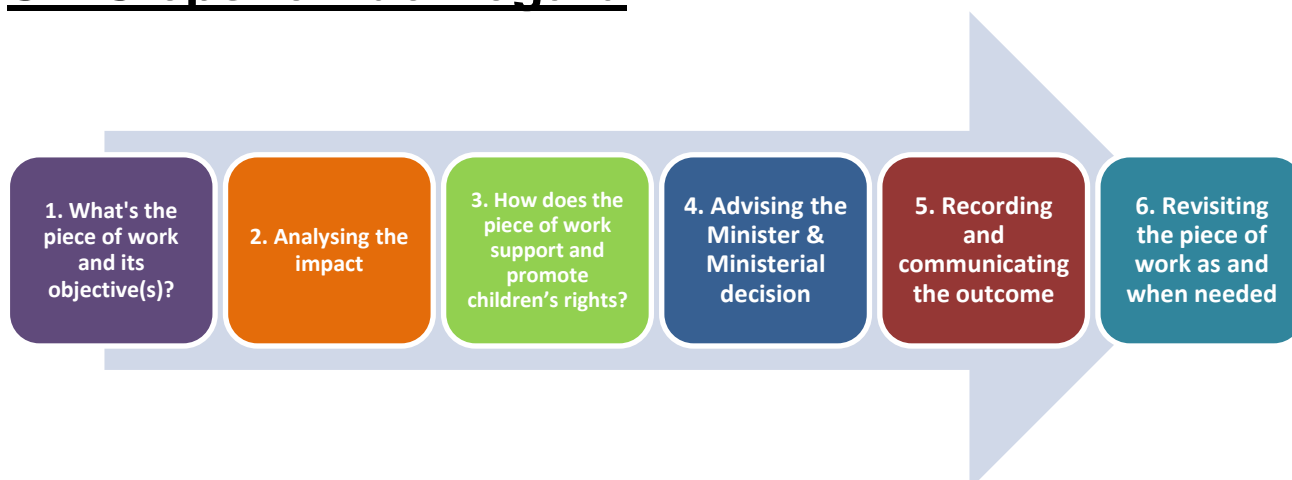 1. What's the
piece of work
and its
objective(s)?
2. Analysing the
impact
3. How does the
piece of work
support and
promote
children’s rights?
4. Advising the
Minister &
Ministerial
decision
5. Recording
and
communicating
the outcome
6. Revisiting
the piece of
work as and
when needed